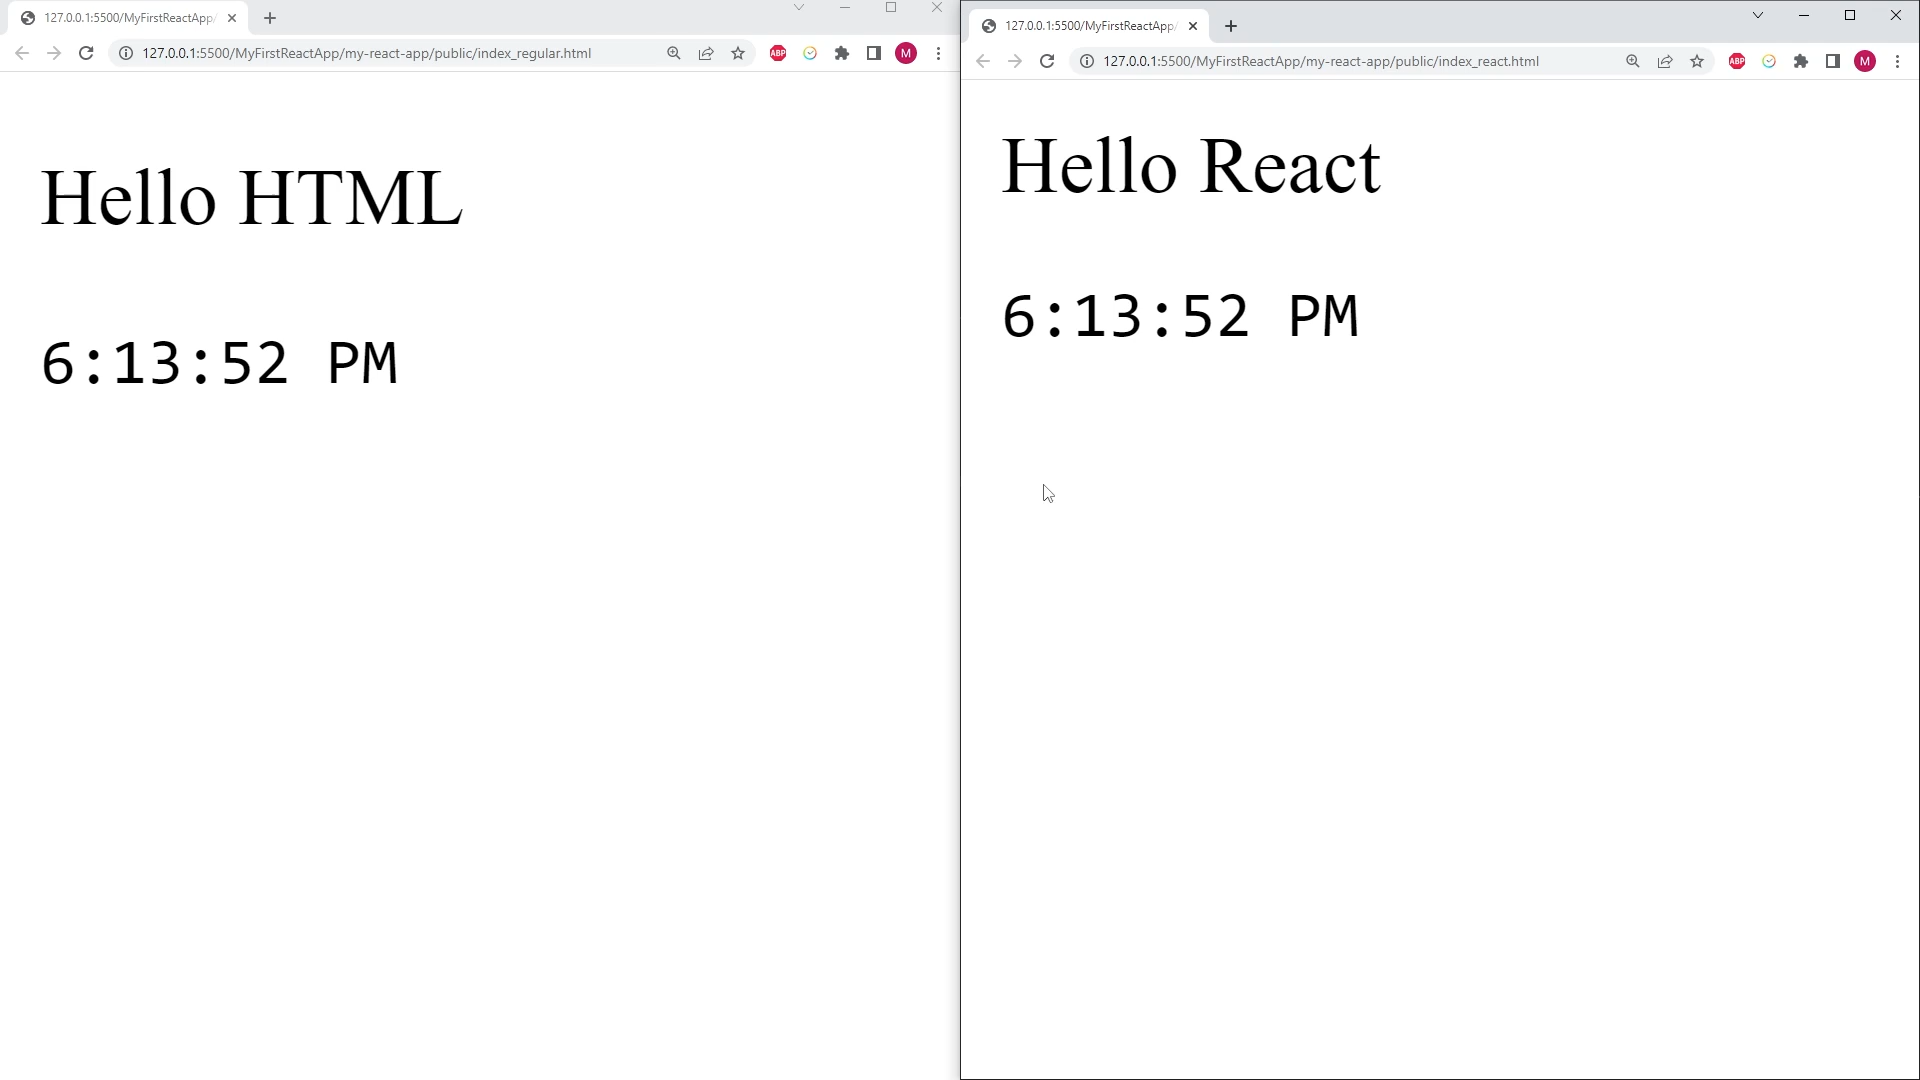 127.0.0.1:5500/MyFirstReactApp/
127.0.0.1:5500/MyFirstReactApp/my-react-app/public/index_regular.html
ABP
M
Hello HTML
6:13:52 PM
127.0.0.1:5500/MyFirstReactApp/
127.0.0.1:5500/MyFirstReactApp/my-react-app/public/index_react.html
ABP
M
Hello React
6:13:52 PM